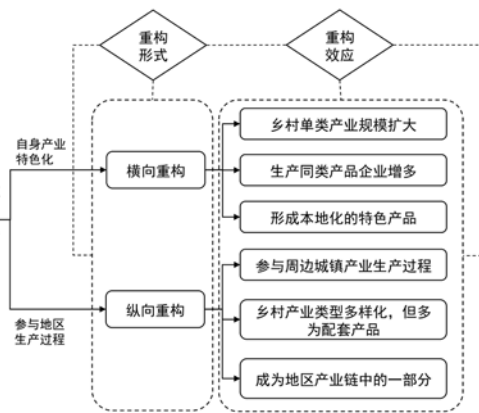 重构
形式
重构
效应
自身产业
特色化
横向重构
乡村单类产业规模扩大
生产同类产品企业增多
形成本地化的特色产品
参与地区
生产过程
纵向重构
参与周边城镇产业生产过程
乡村产业类型多样化，但多
为配套产品
成为地区产业链中的一部分